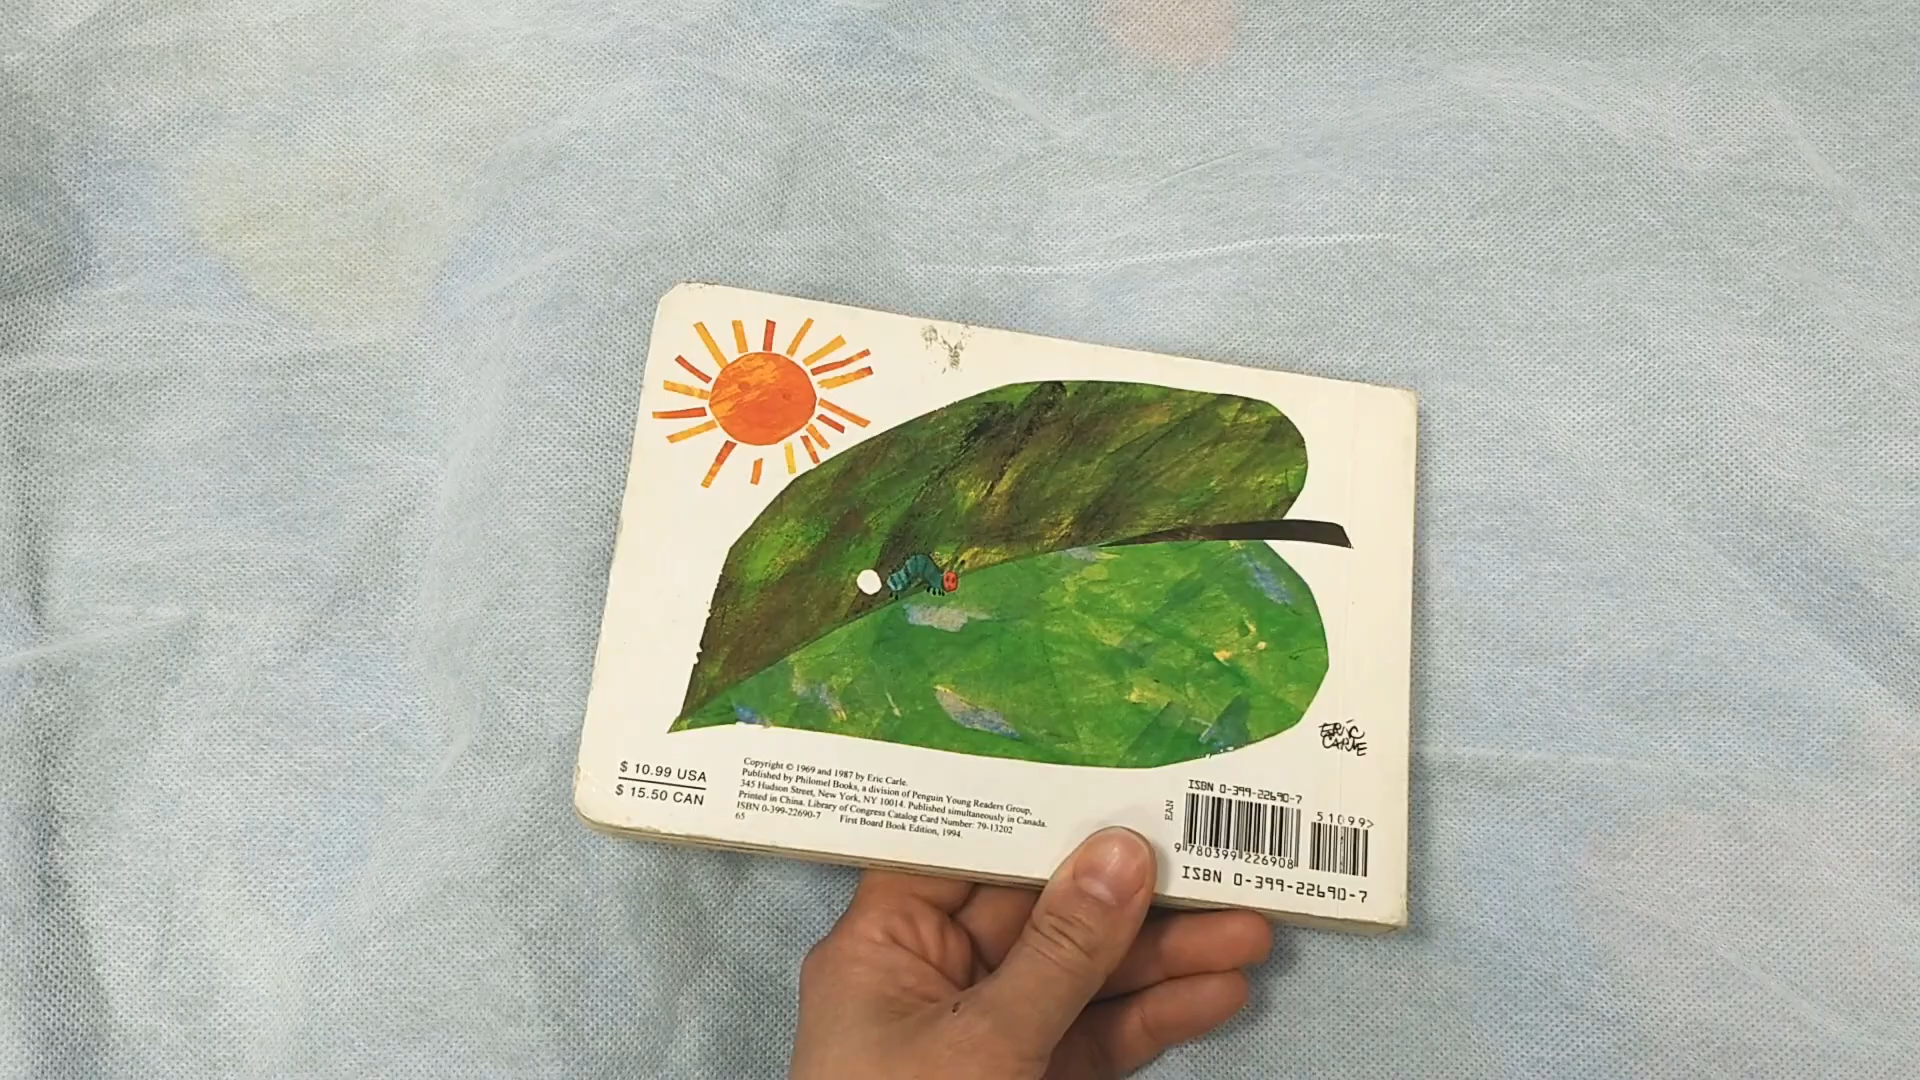 ERIC
CARLE
$ 10.99 USA
$ 15.50 CAN
Copyright © 1969 and 1987 by Eric Carle.
Published by Philomel Books, a division of Penguin Young Readers Group,
345 Hudson Street, New York, NY 10014. Published simultaneously in Canada.
Printed in China. Library of Congress Catalog Card Number: 79-13202
ISBN 0-399-22690-7 First Board Book Edition, 1994.
65
ISBN 0-399-22690-7
EAN
51099>
9 780399 226908
ISBN 0-399-22690-7